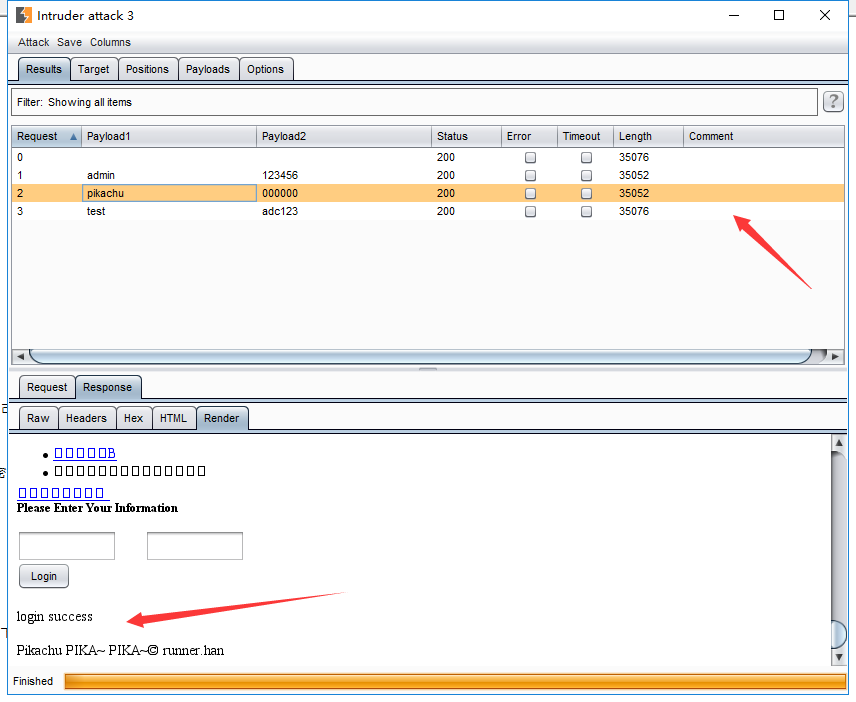 Intruder attack 3
Attack Save Columns
Results Target Positions Payloads Options
Filter: Showing all items ?
Request Payload1 Payload2 Status Error Timeout Length Comment
0 200 35076
1 admin 123456 200 35052
2 pikachu 000000 200 35052
3 test adc123 200 35076
Request Response
Raw Headers Hex HTML Render
B
Please Enter Your Information
Login
login success
Pikachu PIKA~ PIKA~© runner.han
Finished